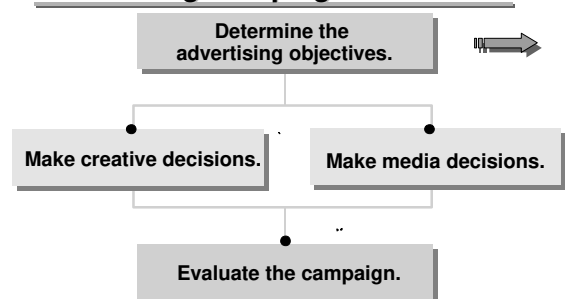 Determine the
advertising objectives.
Make creative decisions.
Make media decisions.
Evaluate the campaign.